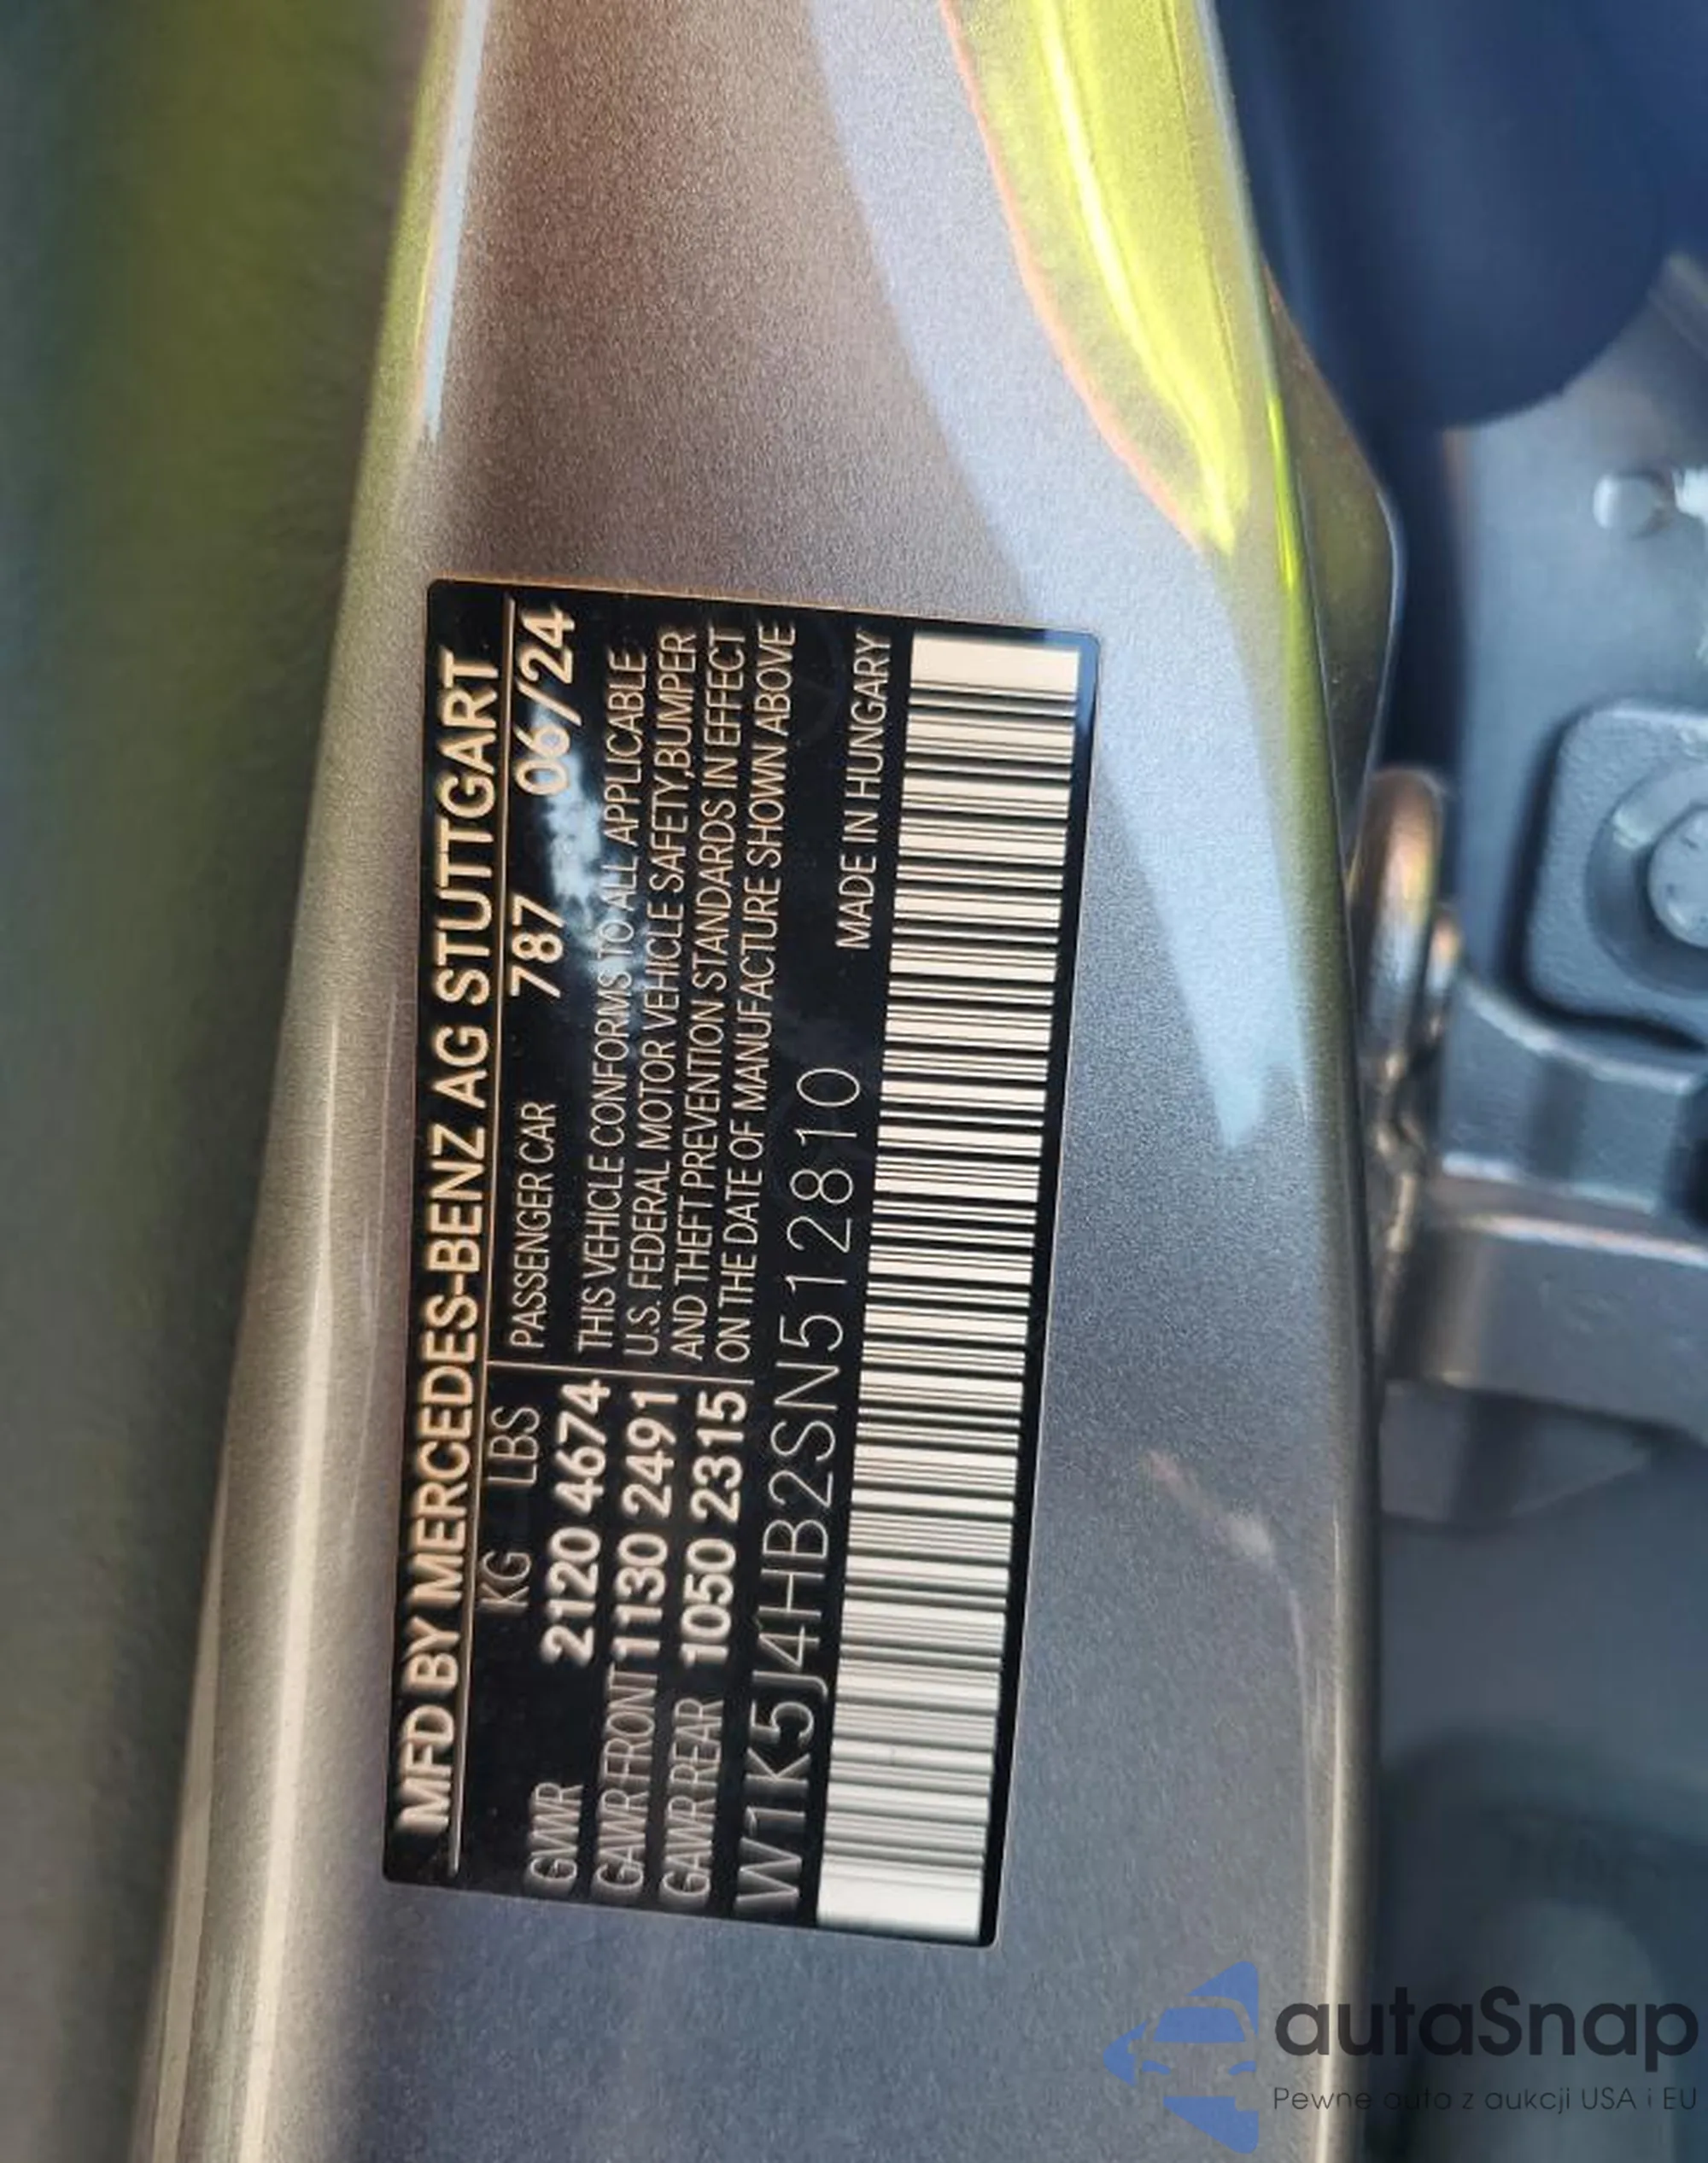 MFD BY MERCEDES-BENZ AG STUTTGART
KG LBS PASSENGER CAR 787 06/24
GWR 2120 4674 THIS VEHICLE CONFORMS TO ALL APPLICABLE
GAWR FRONT 1130 2491 U.S. FEDERAL MOTOR VEHICLE SAFETY,BUMPER
GAWR REAR 1050 2315 AND THEFT PREVENTION STANDARDS IN EFFECT
ON THE DATE OF MANUFACTURE SHOWN ABOVE
W1K5J4HB2SN512810 MADE IN HUNGARY
autaSnap
Pewne auta z aukcji USA i EU